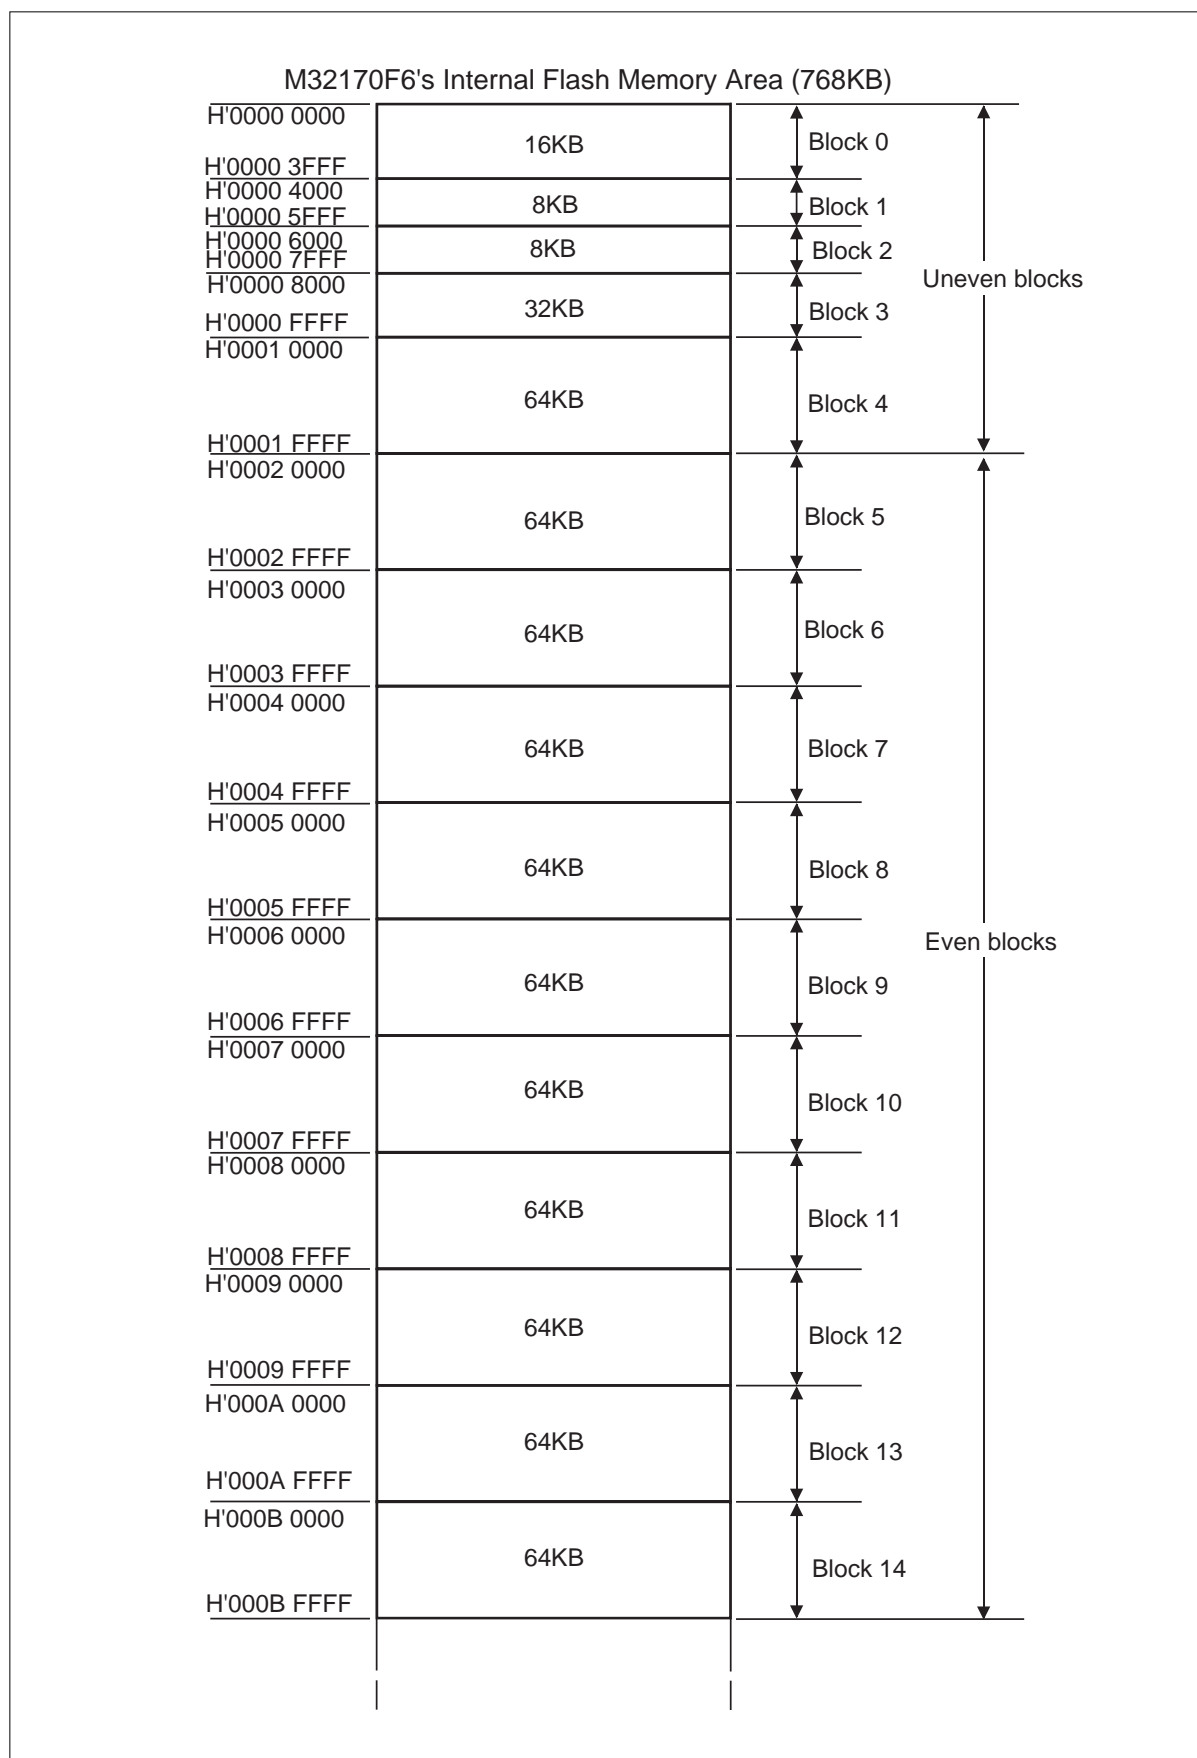 M32170F6's Internal Flash Memory Area (768KB)
H'0000 0000
16KB
Block 0
H'0000 3FFF
H'0000 4000
8KB
Block 1
H'0000 5FFF
H'0000 6000
8KB
Block 2
H'0000 7FFF
H'0000 8000
Uneven blocks
32KB
Block 3
H'0000 FFFF
H'0001 0000
64KB
Block 4
H'0001 FFFF
H'0002 0000
64KB
Block 5
H'0002 FFFF
H'0003 0000
64KB
Block 6
H'0003 FFFF
H'0004 0000
64KB
Block 7
H'0004 FFFF
H'0005 0000
64KB
Block 8
H'0005 FFFF
H'0006 0000
Even blocks
64KB
Block 9
H'0006 FFFF
H'0007 0000
64KB
Block 10
H'0007 FFFF
H'0008 0000
64KB
Block 11
H'0008 FFFF
H'0009 0000
64KB
Block 12
H'0009 FFFF
H'000A 0000
64KB
Block 13
H'000A FFFF
H'000B 0000
64KB
Block 14
H'000B FFFF